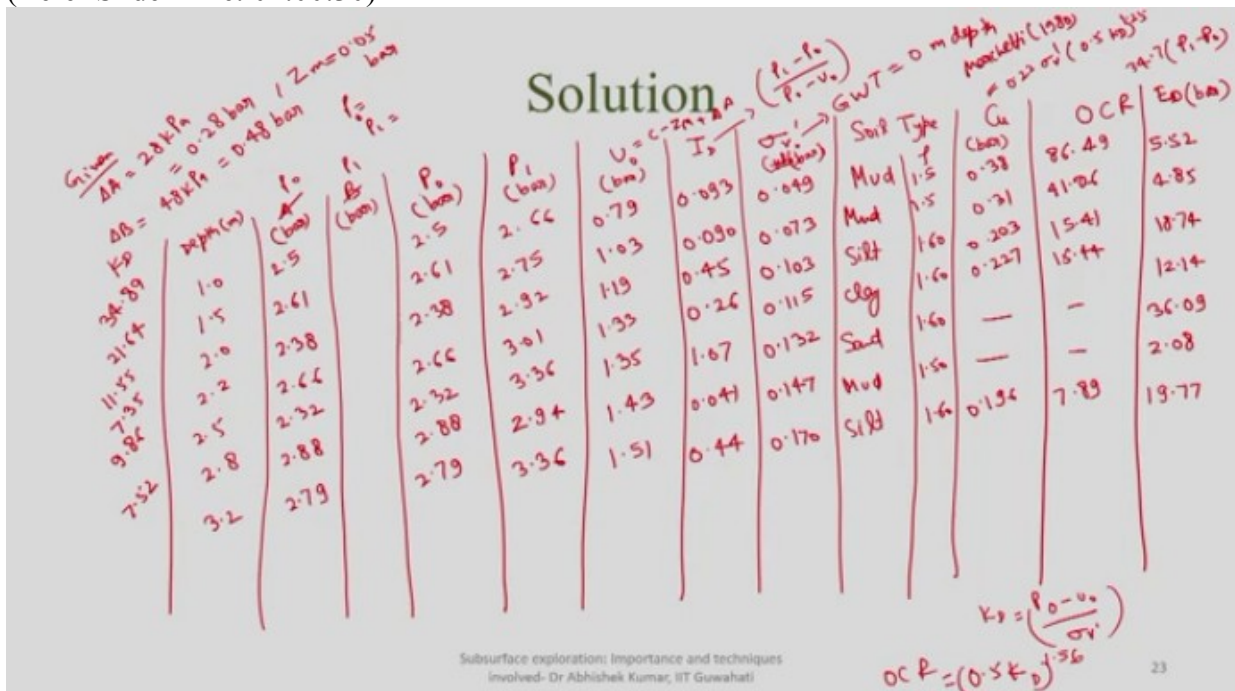 Solution
Given
ΔA = 28 kPa
= 0.28 bar, Zm = 0.05 bar
ΔB = 48 kPa = 0.48 bar
P0 =
P1 =
U0 = C - Zm + ΔA
(P1 - P0 / P0 - U0)
GWT = 0 m depth
Marchetti (1980)
0.22 σv' (0.5 KD)^1.25
34.7 (P1 - P0)
KD | Depth (m) | P0 A (bar) | P1 B (bar) | P0 (bar) | P1 (bar) | U0 (bar) | ID | σv' (bar) | Soil Type | γ | Cu (bar) | OCR | ED (bar)
34.89 | 1.0 | 2.5 | | 2.5 | 2.66 | 0.79 | 0.093 | 0.049 | Mud | 1.5 | 0.38 | 86.49 | 5.52
21.64 | 1.5 | 2.61 | | 2.61 | 2.75 | 1.03 | 0.090 | 0.073 | Mud | 1.5 | 0.31 | 41.06 | 4.85
11.55 | 2.0 | 2.38 | | 2.38 | 2.92 | 1.19 | 0.45 | 0.103 | Silt | 1.60 | 0.203 | 15.41 | 18.74
7.35 | 2.2 | 2.66 | | 2.66 | 3.01 | 1.33 | 0.26 | 0.115 | Clay | 1.60 | 0.227 | 15.44 | 12.14
9.86 | 2.5 | 2.32 | | 2.32 | 3.36 | 1.35 | 1.07 | 0.132 | Sand | 1.60 | — | — | 36.09
2.8 | 2.88 | | 2.88 | 2.94 | 1.43 | 0.041 | 0.147 | Mud | 1.50 | — | — | 2.08
7.52 | 3.2 | 2.79 | | 2.79 | 3.36 | 1.51 | 0.44 | 0.170 | Silt | 1.60 | 0.196 | 7.89 | 19.77
KD = (P0 - u0 / σv')
OCR = (0.5 KD)^1.56
Subsurface exploration: Importance and techniques
involved- Dr Abhishek Kumar, IIT Guwahati
23